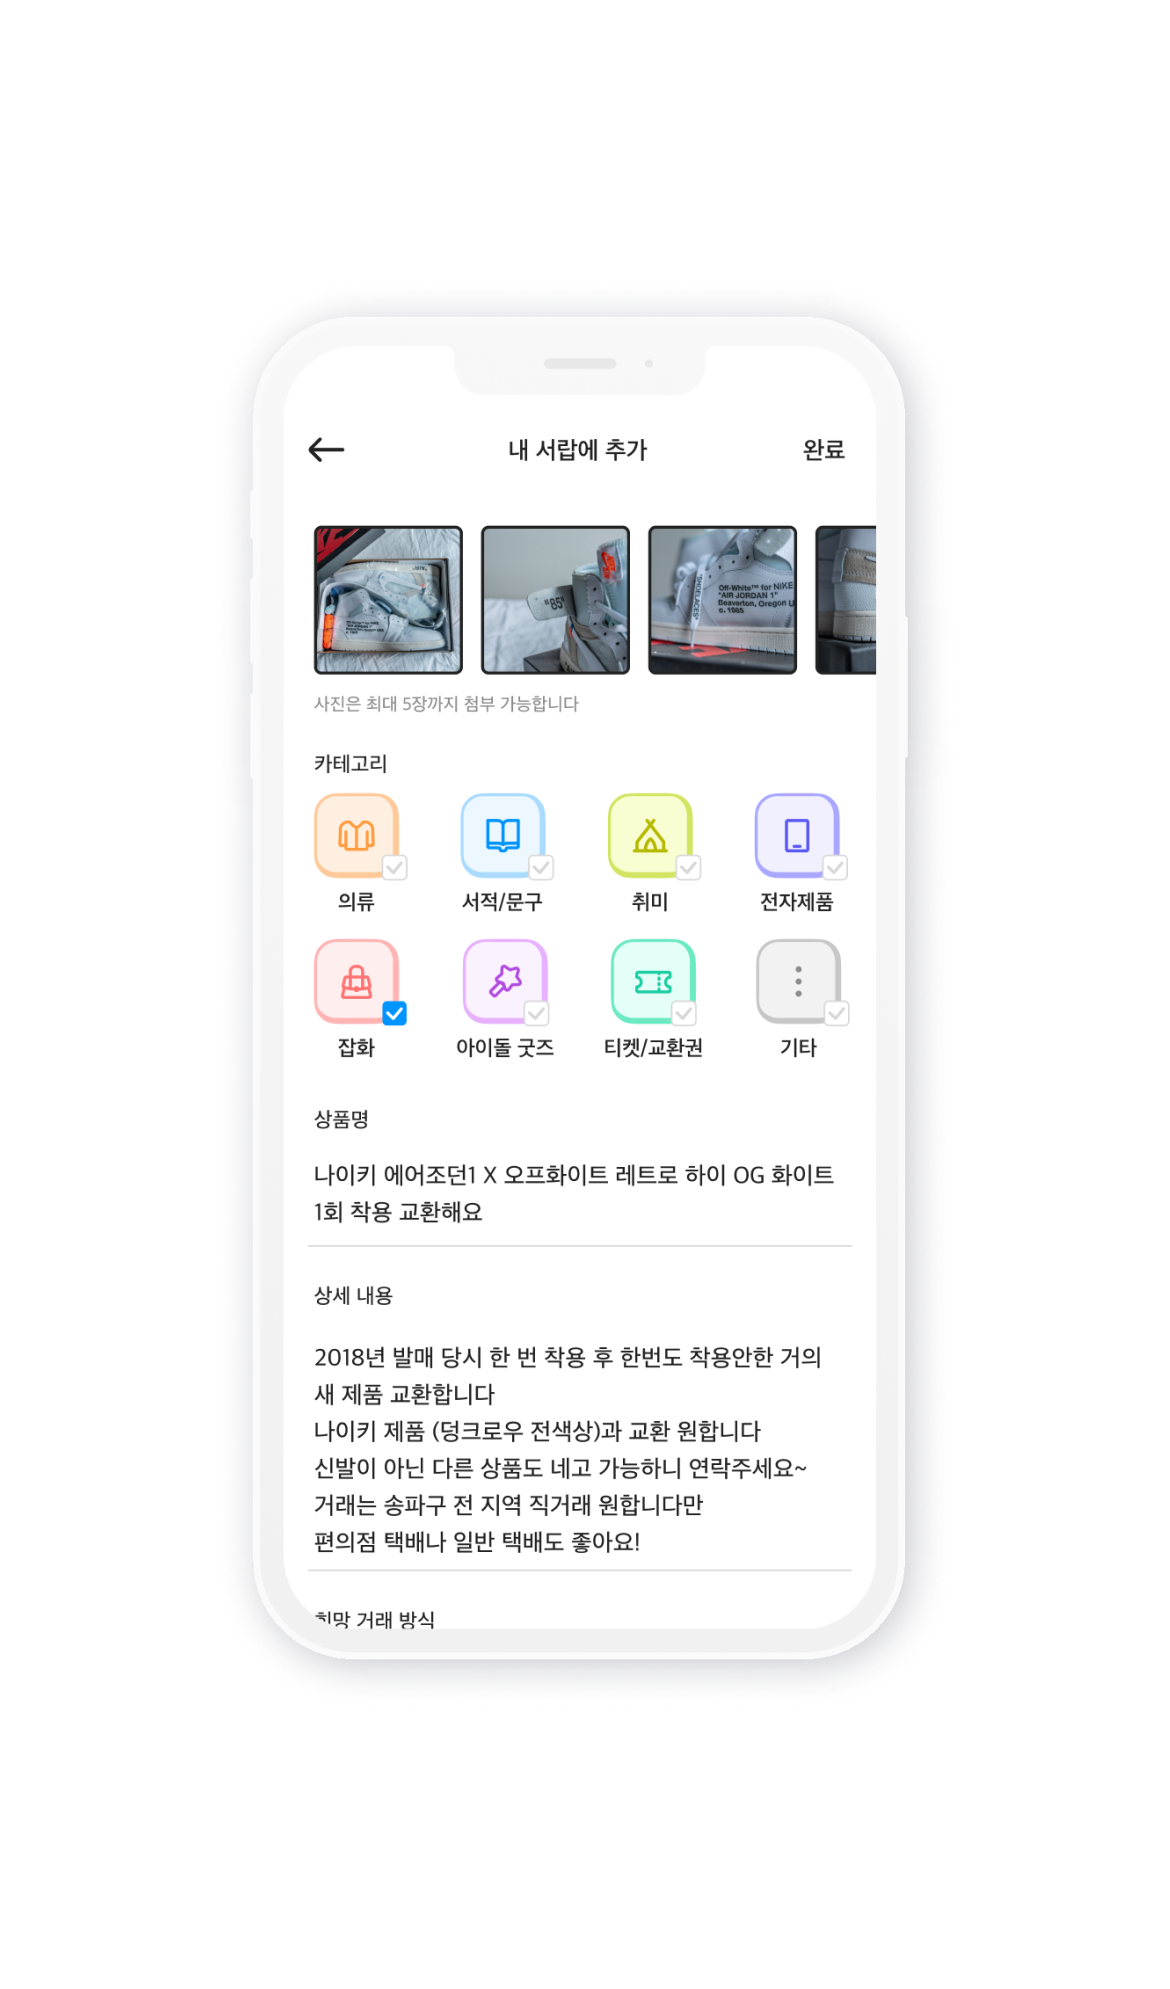 내 서랍에 추가
완료
"85"
Off-White™ for NIKE
"AIR JORDAN 1"
Beaverton, Oregon
c. 1985
SHOELACES"
사진은 최대 5장까지 첨부 가능합니다
카테고리
의류
서적/문구
취미
전자제품
잡화
아이돌 굿즈
티켓/교환권
기타
상품명
나이키 에어조던1 X 오프화이트 레트로 하이 OG 화이트
1회 착용 교환해요
상세 내용
2018년 발매 당시 한 번 착용 후 한번도 착용안한 거의
새 제품 교환합니다
나이키 제품 (덩크로우 전색상)과 교환 원합니다
신발이 아닌 다른 상품도 네고 가능하니 연락주세요~
거래는 송파구 전 지역 직거래 원합니다만
편의점 택배나 일반 택배도 좋아요!
희망 거래 방식